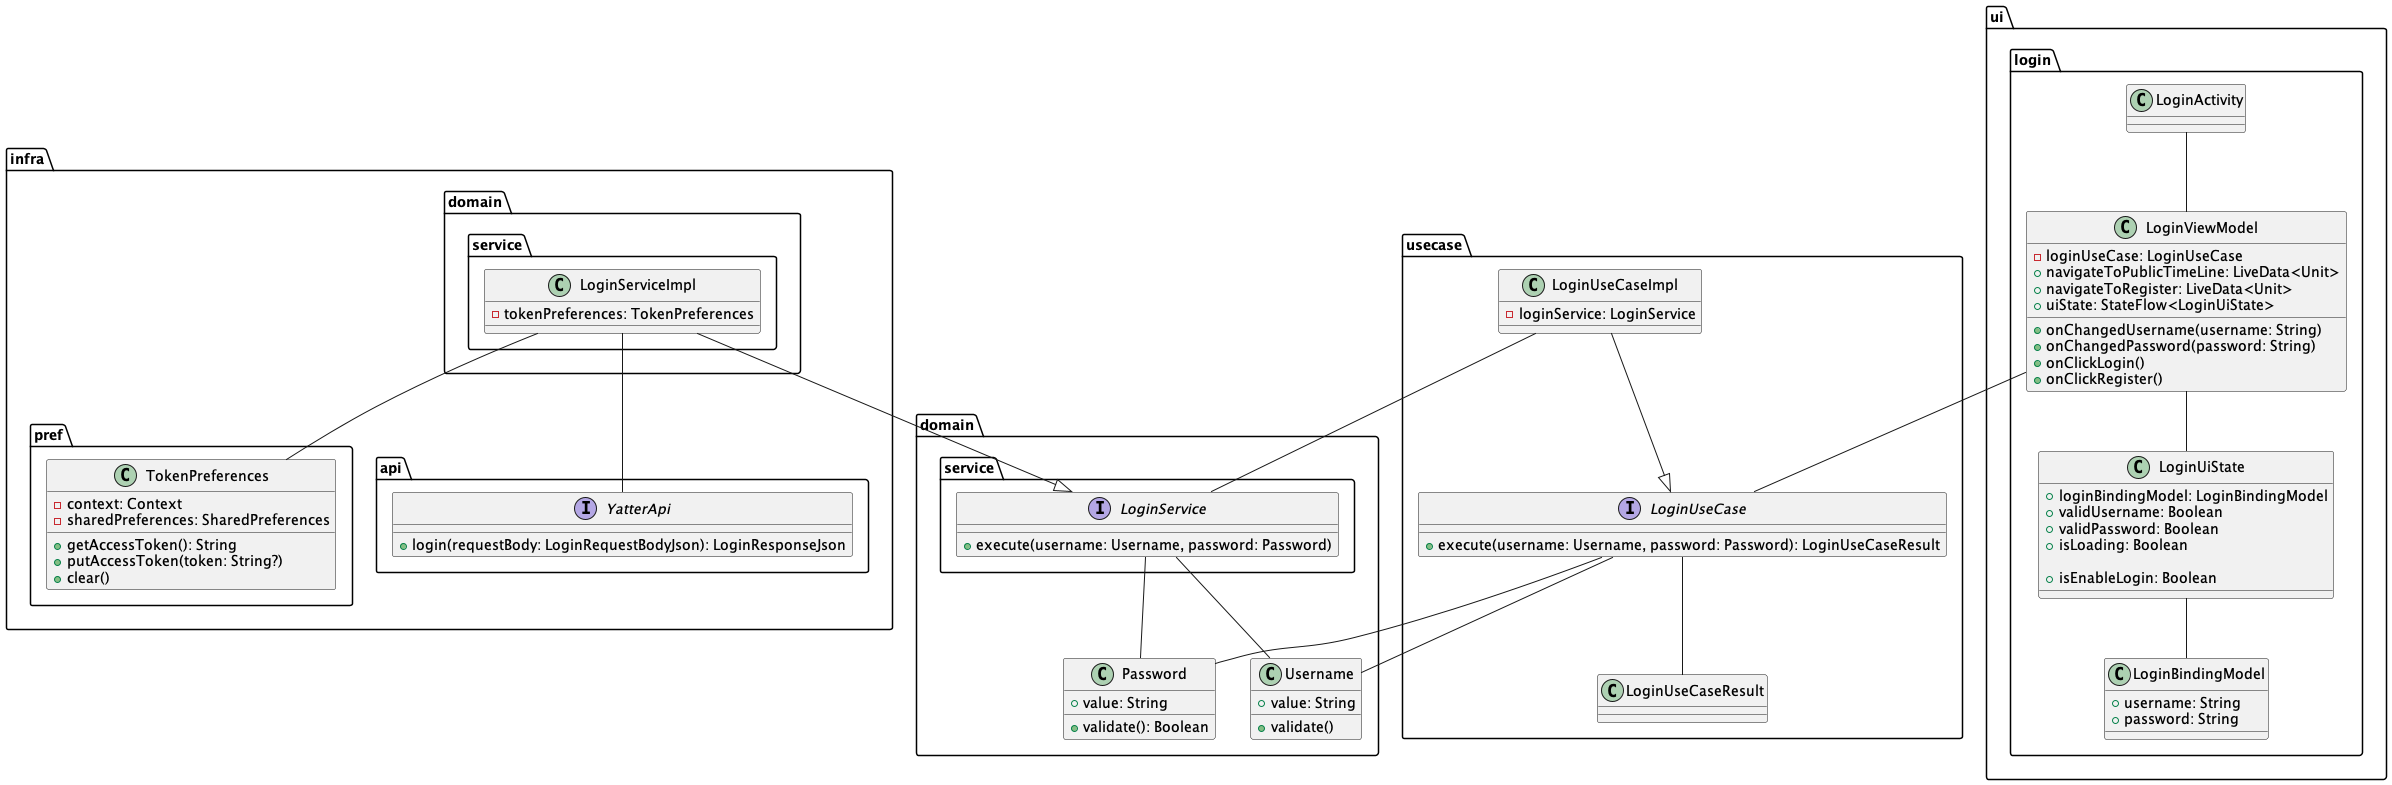 infra
domain
service
C LoginServiceImpl
tokenPreferences: TokenPreferences
pref
C TokenPreferences
context: Context
sharedPreferences: SharedPreferences
getAccessToken(): String
putAccessToken(token: String?)
clear()
api
I YatterApi
login(requestBody: LoginRequestBodyJson): LoginResponseJson
domain
service
I LoginService
execute(username: Username, password: Password)
C Password
value: String
validate(): Boolean
C Username
value: String
validate()
usecase
C LoginUseCaseImpl
loginService: LoginService
I LoginUseCase
execute(username: Username, password: Password): LoginUseCaseResult
C LoginUseCaseResult
ui
login
C LoginActivity
C LoginViewModel
loginUseCase: LoginUseCase
navigateToPublicTimeLine: LiveData<Unit>
navigateToRegister: LiveData<Unit>
uiState: StateFlow<LoginUiState>
onChangedUsername(username: String)
onChangedPassword(password: String)
onClickLogin()
onClickRegister()
C LoginUiState
loginBindingModel: LoginBindingModel
validUsername: Boolean
validPassword: Boolean
isLoading: Boolean
isEnableLogin: Boolean
C LoginBindingModel
username: String
password: String